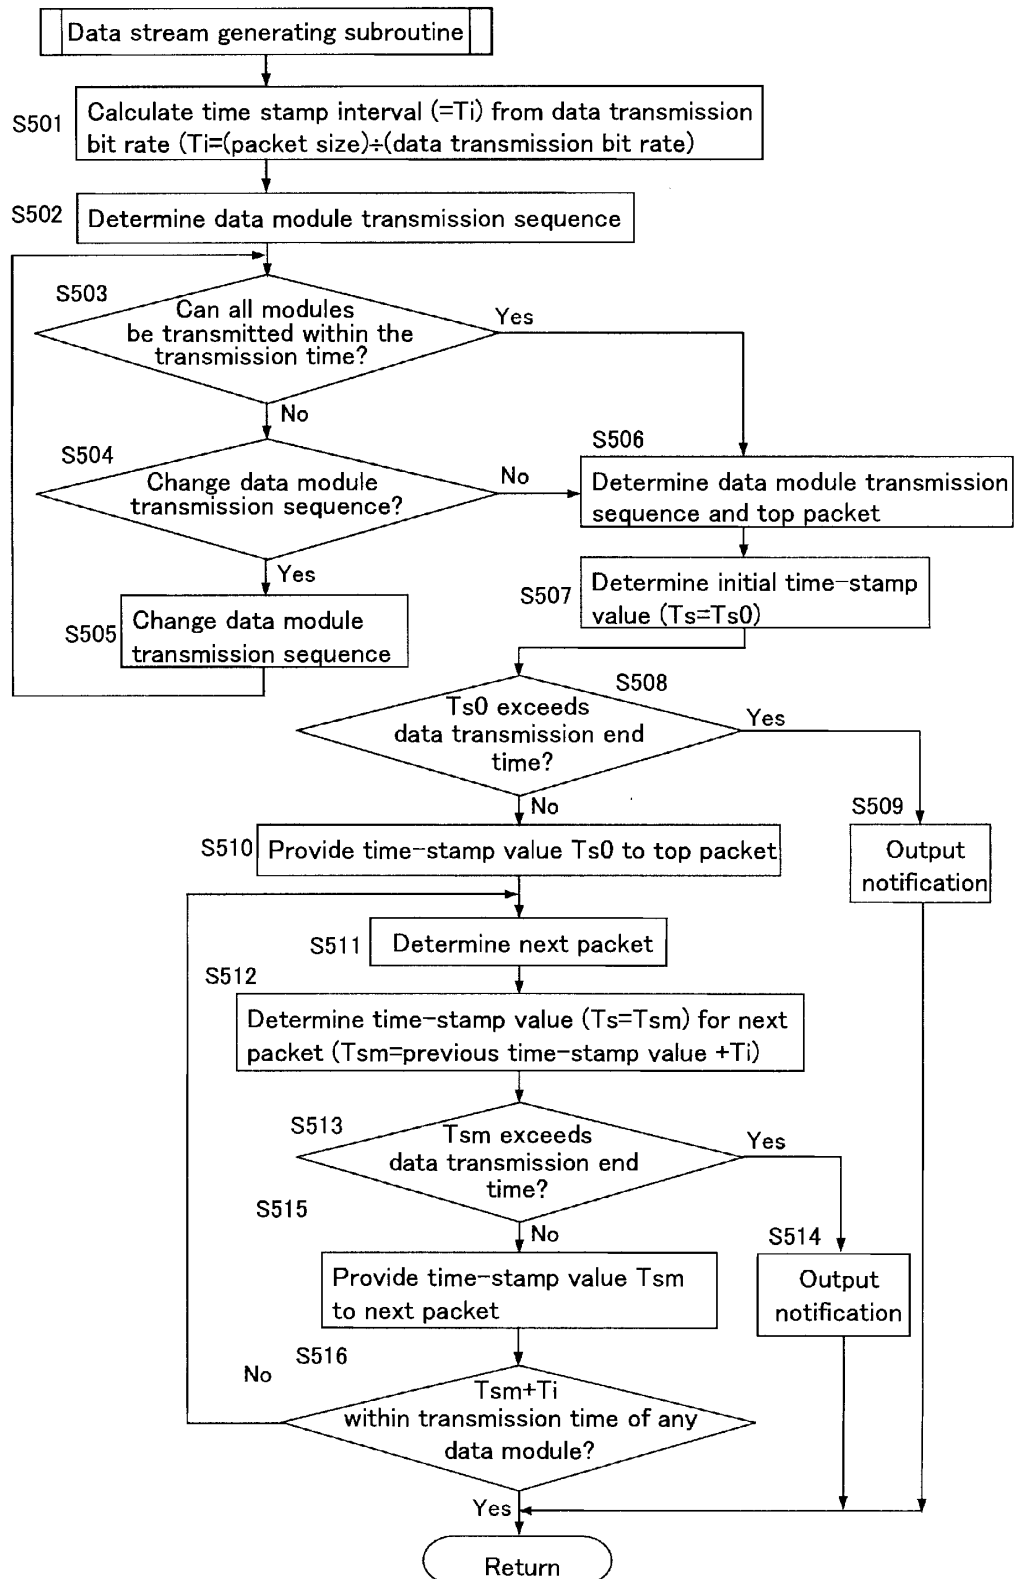 Data stream generating subroutine
S501
Calculate time stamp interval (=Ti) from data transmission
bit rate (Ti=(packet size)÷(data transmission bit rate)
S502
Determine data module transmission sequence
S503
Can all modules
be transmitted within the
transmission time?
Yes
No
S504
Change data module
transmission sequence?
No
Yes
S505
Change data module
transmission sequence
S506
Determine data module transmission
sequence and top packet
S507
Determine initial time-stamp
value (Ts=Ts0)
S508
Ts0 exceeds
data transmission end
time?
Yes
No
S509
Output
notification
S510
Provide time-stamp value Ts0 to top packet
S511
Determine next packet
S512
Determine time-stamp value (Ts=Tsm) for next
packet (Tsm=previous time-stamp value +Ti)
S513
Tsm exceeds
data transmission end
time?
Yes
No
S514
Output
notification
S515
Provide time-stamp value Tsm
to next packet
S516
No
Tsm+Ti
within transmission time of any
data module?
Yes
Return